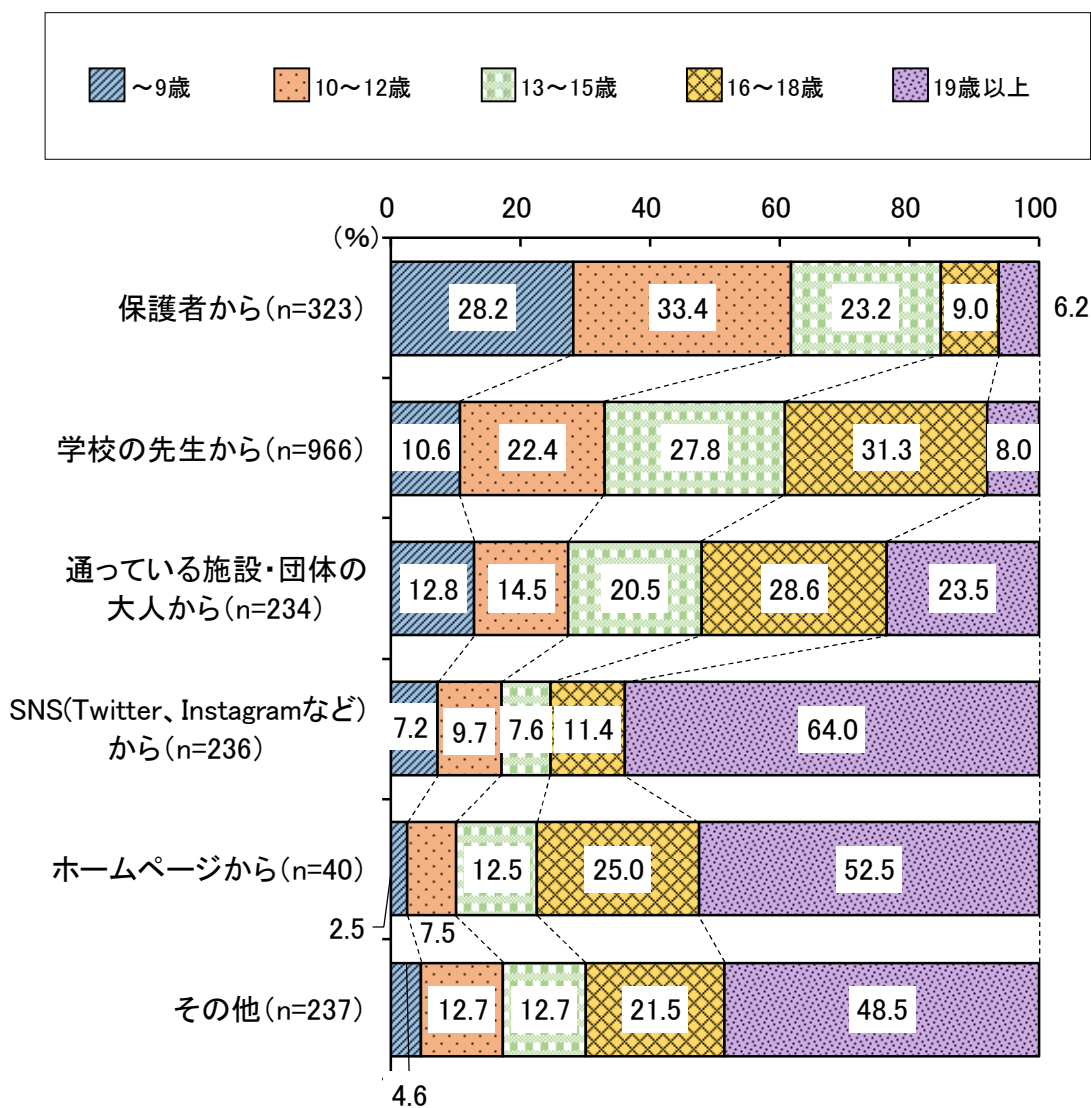 ～9歳 10～12歳 13～15歳 16～18歳 19歳以上
0 20 40 60 80 100
(%)
保護者から(n=323) 28.2 33.4 23.2 9.0 6.2
学校の先生から(n=966) 10.6 22.4 27.8 31.3 8.0
通っている施設・団体の
大人から(n=234) 12.8 14.5 20.5 28.6 23.5
SNS(Twitter、Instagramなど)
から(n=236) 7.2 9.7 7.6 11.4 64.0
ホームページから(n=40) 12.5 25.0 52.5
2.5 7.5
その他(n=237) 12.7 12.7 21.5 48.5
4.6